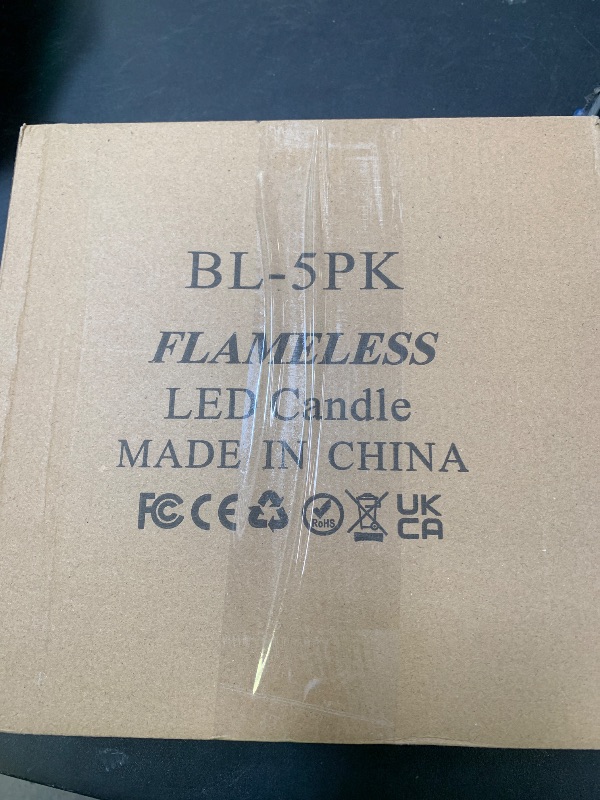 BL-5PK
FLAMELESS
LED Candle
MADE IN CHINA
FC CE RoHS UK
CA